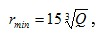 r_min = 15∛Q ,